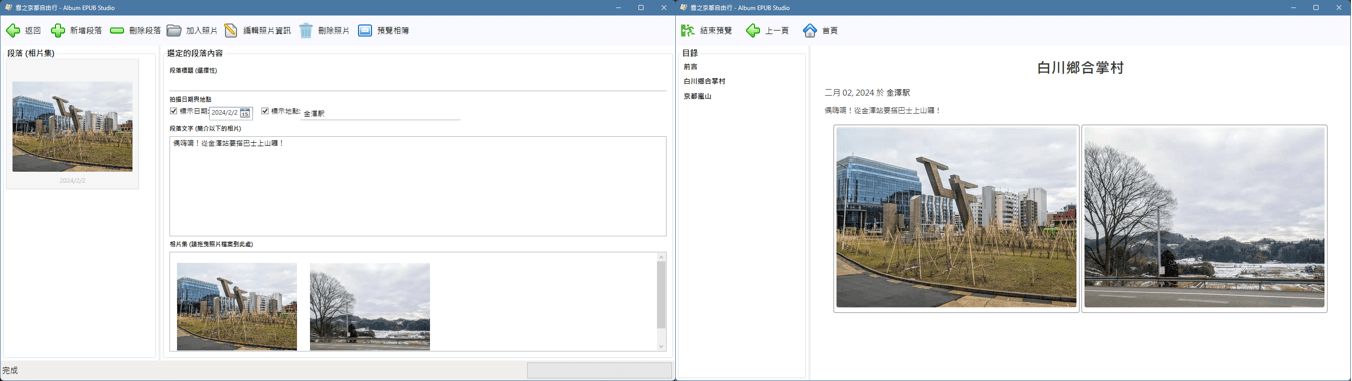 雪之京都自由行 - Album EPUB Studio
返回 新增段落 刪除段落 加入照片 編輯照片資訊 刪除照片 預覽相簿
段落 (相片集)
2024/2/2
選定的段落內容
段落標題 (選擇性)
拍攝日期與地點
標示日期: 2024/2/2 15 標示地點: 金澤駅
段落文字 (簡介以下的相片)
偶嗨唷！從金澤站要搭巴士上山囉！
相片集 (請拖曳照片檔案到此處)
完成
雪之京都自由行 - Album EPUB Studio
結束預覽 上一頁 首頁
目錄
前言
白川鄉合掌村
京都嵐山
白川鄉合掌村
二月 02, 2024 於 金澤駅
偶嗨唷！從金澤站要搭巴士上山囉！